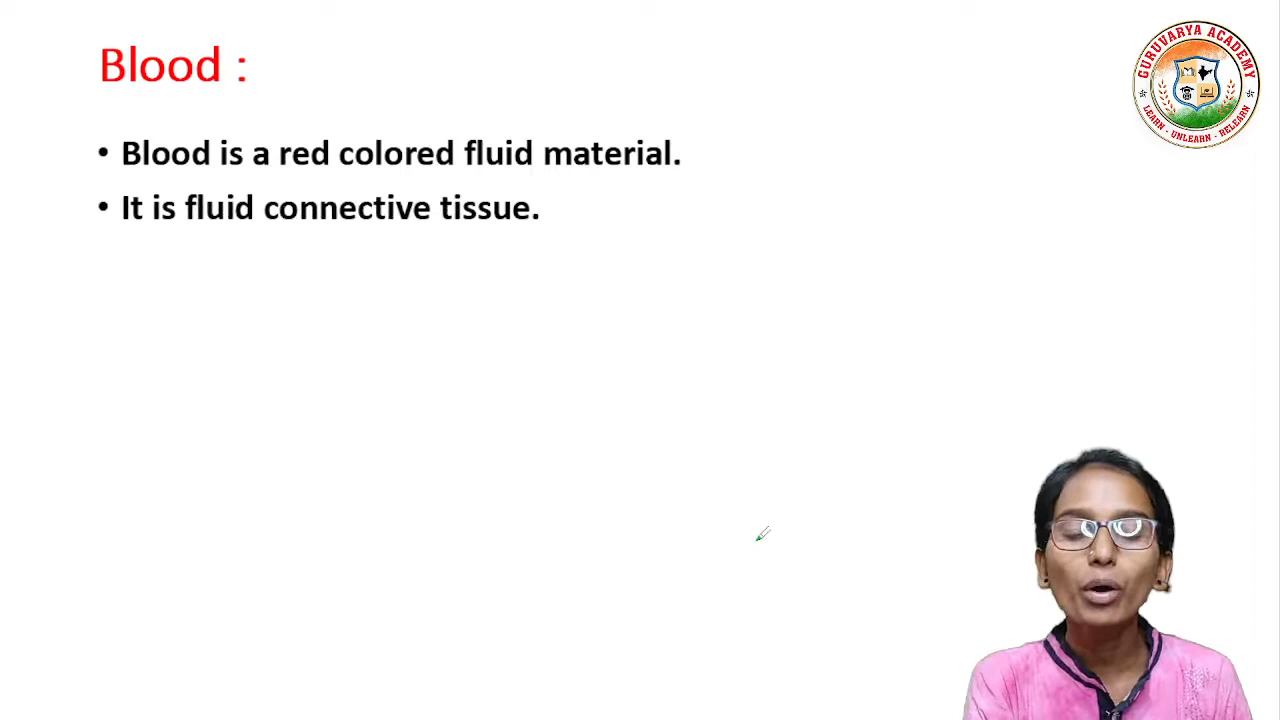 Blood :
• Blood is a red colored fluid material.
• It is fluid connective tissue.
GURUVARYA ACADEMY
LEARN - UNLEARN - RELEARN